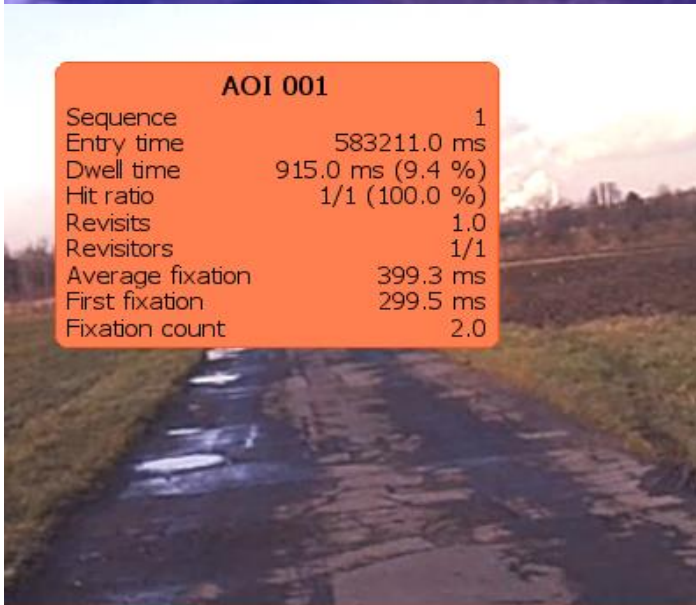 AOI 001
Sequence 1
Entry time 583211.0 ms
Dwell time 915.0 ms (9.4 %)
Hit ratio 1/1 (100.0 %)
Revisits 1.0
Revisitors 1/1
Average fixation 399.3 ms
First fixation 299.5 ms
Fixation count 2.0